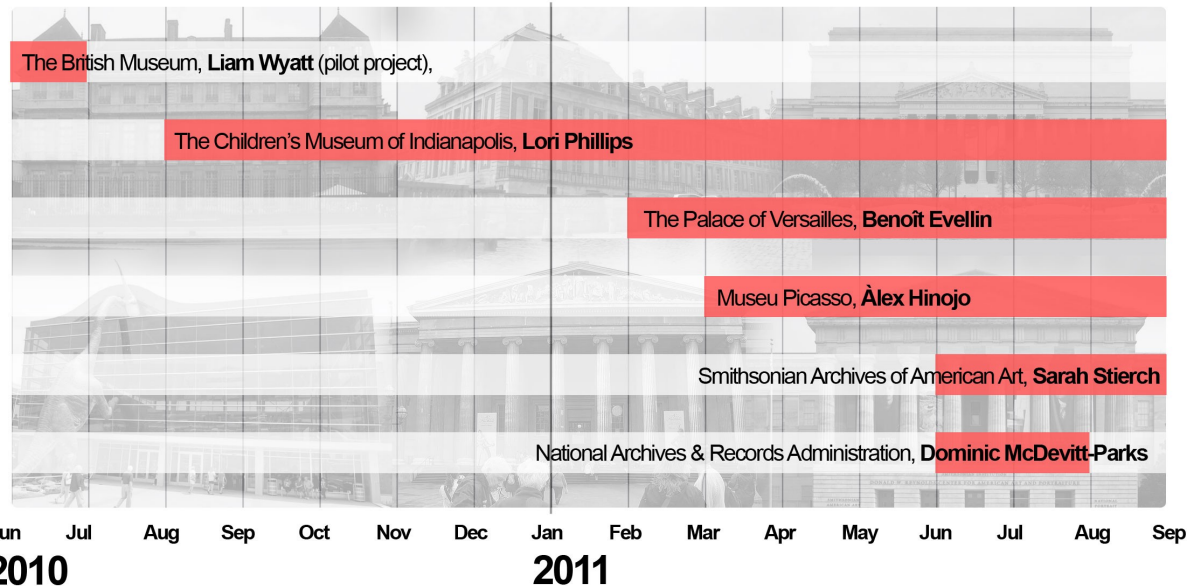 The British Museum, Liam Wyatt (pilot project),
The Children's Museum of Indianapolis, Lori Phillips
The Palace of Versailles, Benoît Evellin
Museu Picasso, Àlex Hinojo
Smithsonian Archives of American Art, Sarah Stierch
National Archives & Records Administration, Dominic McDevitt-Parks
un Jul Aug Sep Oct Nov Dec Jan Feb Mar Apr May Jun Jul Aug Sep
2010 2011